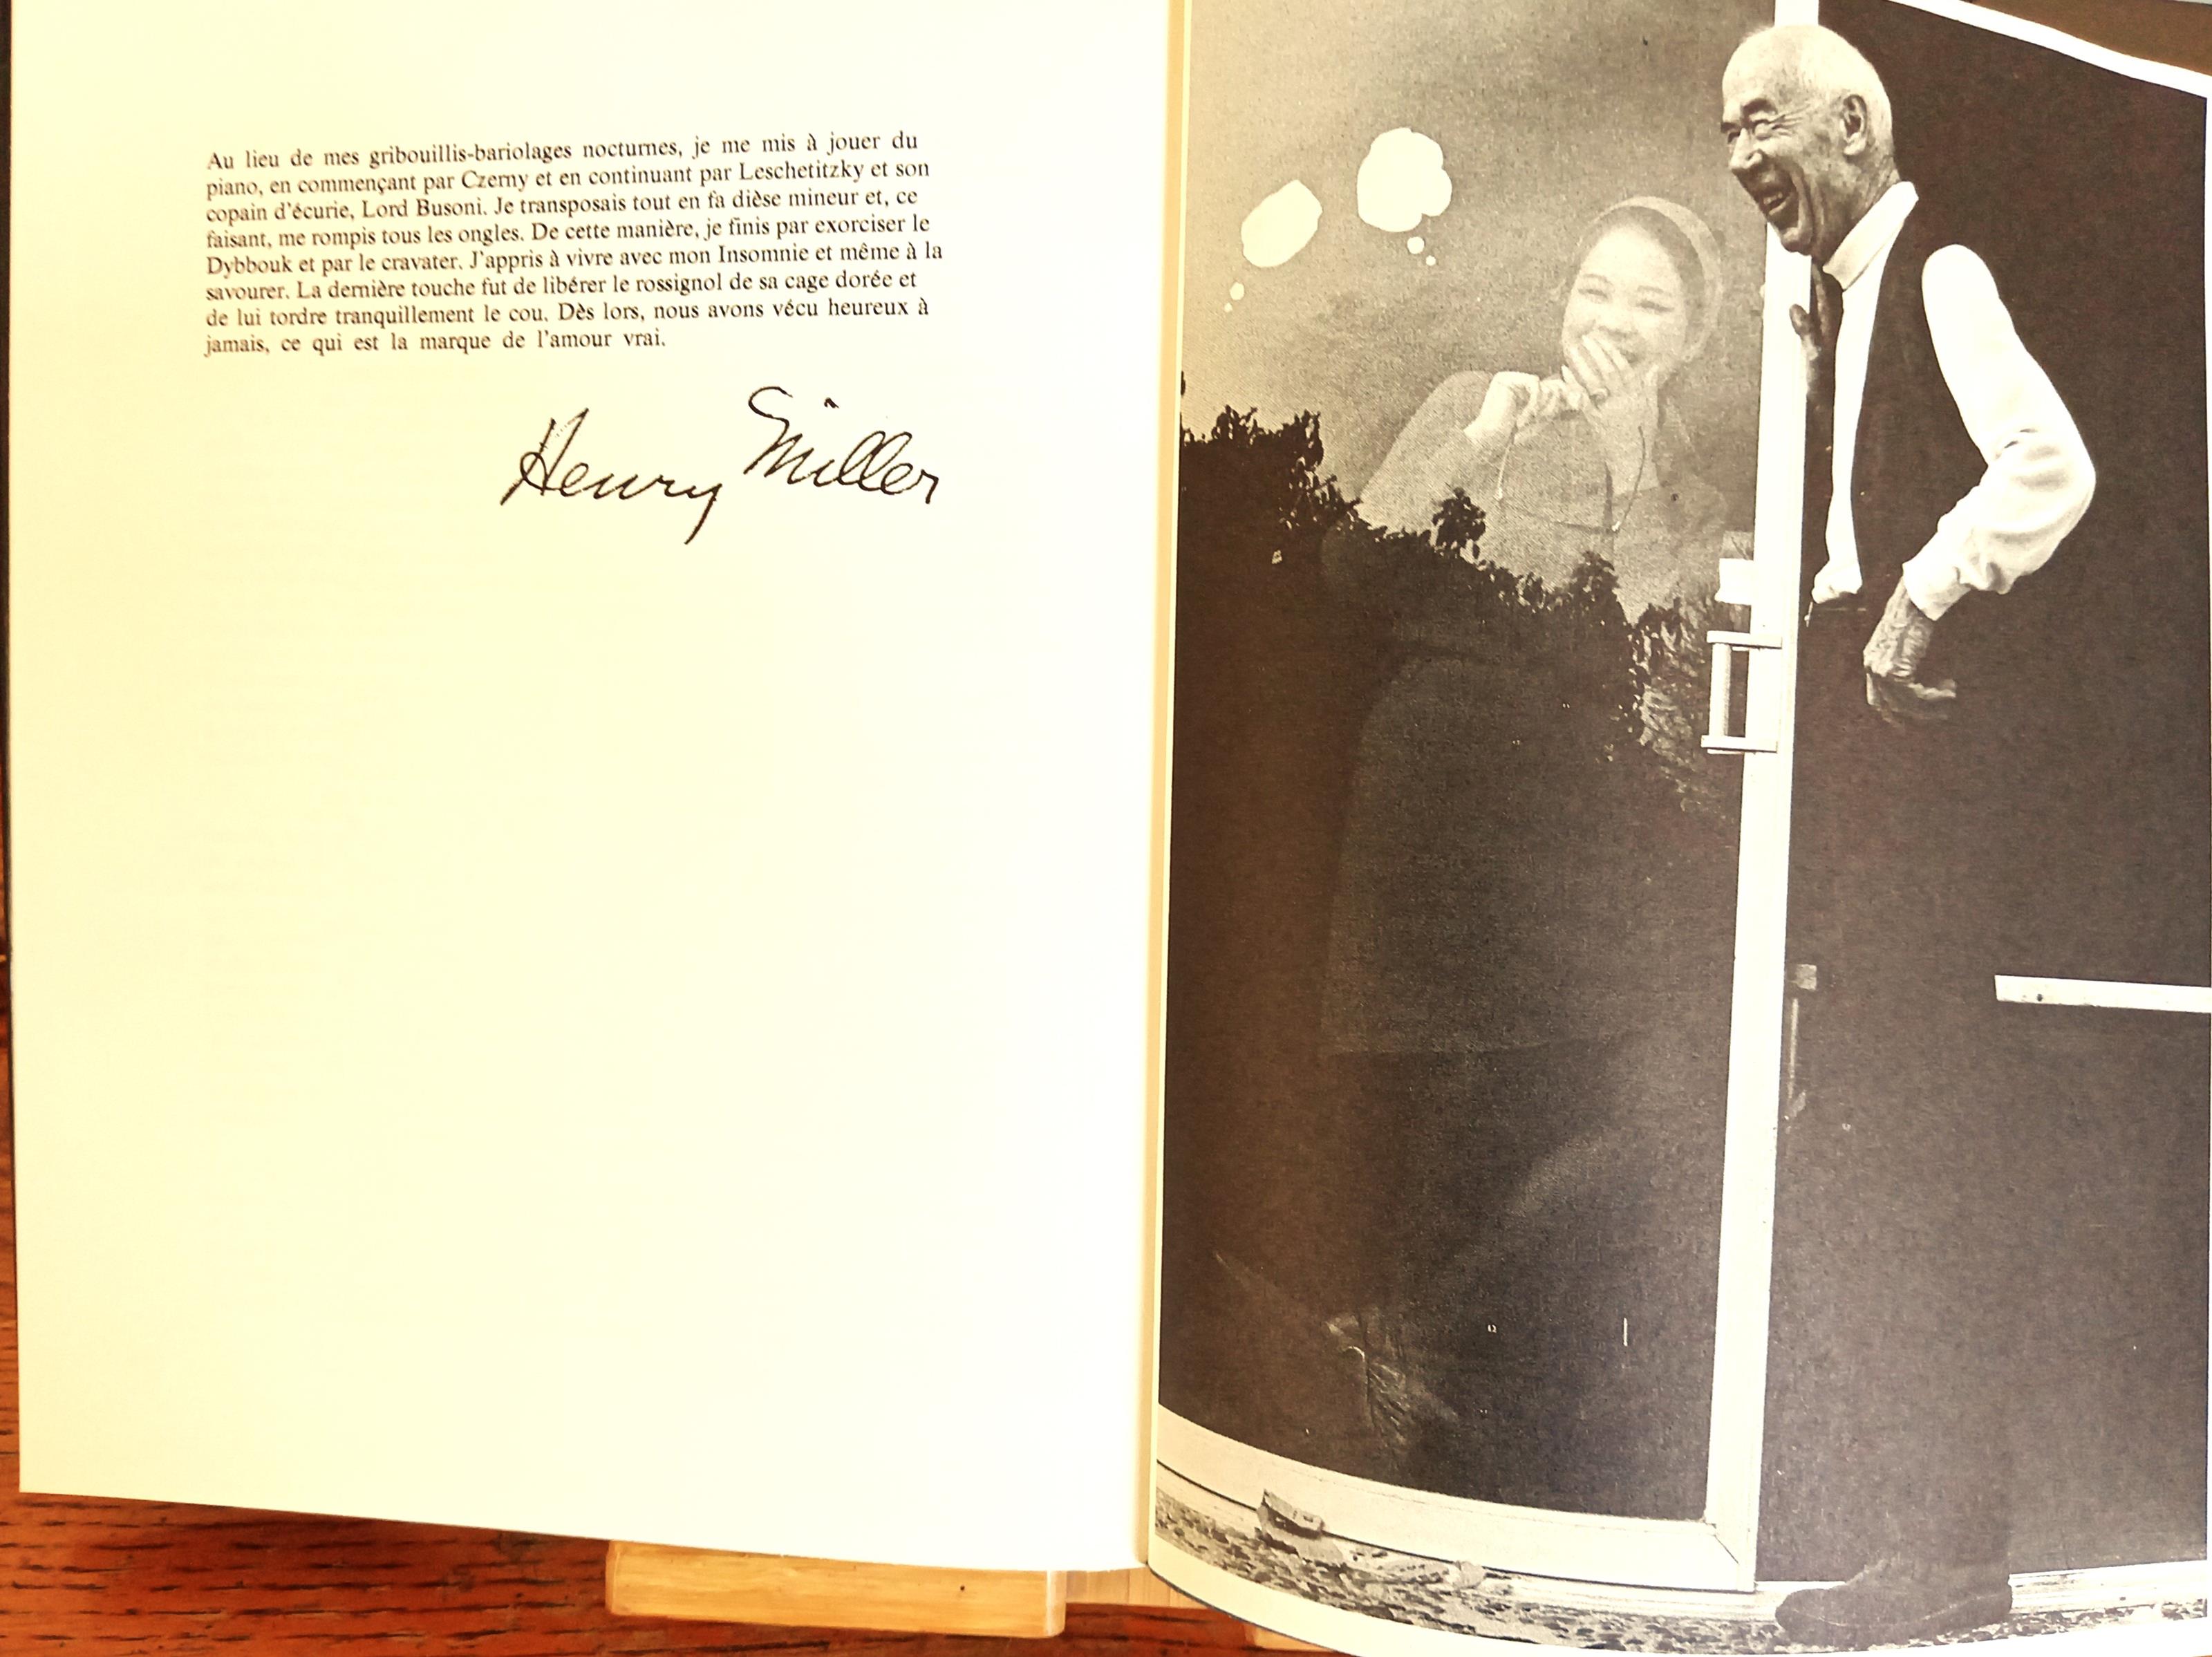 Au lieu de mes gribouillis-bariolages nocturnes, je me mis à jouer du
piano, en commençant par Czerny et en continuant par Leschetitzky et son
copain d'écurie, Lord Busoni. Je transposais tout en fa dièse mineur et, ce
faisant, me rompis tous les ongles. De cette manière, je finis par exorciser le
Dybbouk et par le cravater. J'appris à vivre avec mon Insomnie et même à la
savourer. La dernière touche fut de libérer le rossignol de sa cage dorée et
de lui tordre tranquillement le cou. Dès lors, nous avons vécu heureux à
jamais, ce qui est la marque de l'amour vrai.
Henry Miller